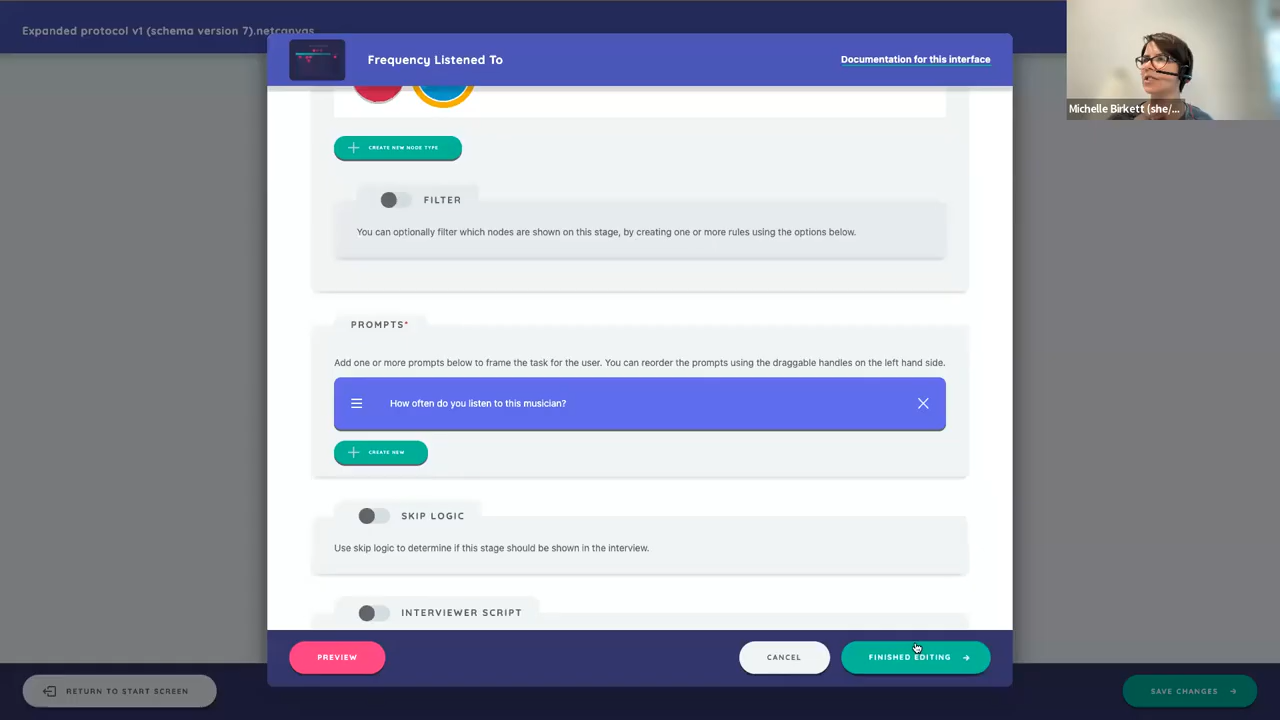 Expanded protocol v1 (schema version 7).netcanvas
Frequency Listened To
Documentation for this interface
Michelle Birkett (she/...
CREATE NEW NODE TYPE
FILTER
You can optionally filter which nodes are shown on this stage, by creating one or more rules using the options below.
PROMPTS*
Add one or more prompts below to frame the task for the user. You can reorder the prompts using the draggable handles on the left hand side.
How often do you listen to this musician?
CREATE NEW
SKIP LOGIC
Use skip logic to determine if this stage should be shown in the interview.
INTERVIEWER SCRIPT
PREVIEW
CANCEL
FINISHED EDITING
RETURN TO START SCREEN
SAVE CHANGES